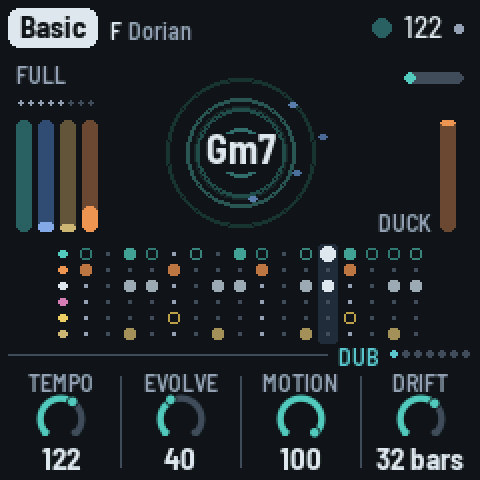 Basic F Dorian 122
FULL
Gm7
DUCK
DUB
TEMPO EVOLVE MOTION DRIFT
122 40 100 32 bars